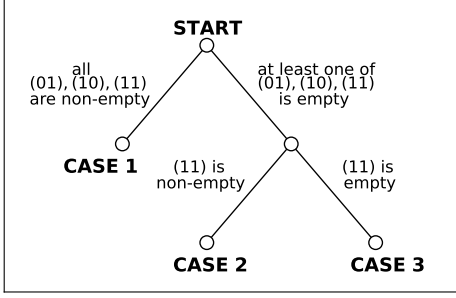 START
all
(01), (10), (11)
are non-empty
at least one of
(01), (10), (11)
is empty
CASE 1
(11) is
non-empty
(11) is
empty
CASE 2
CASE 3